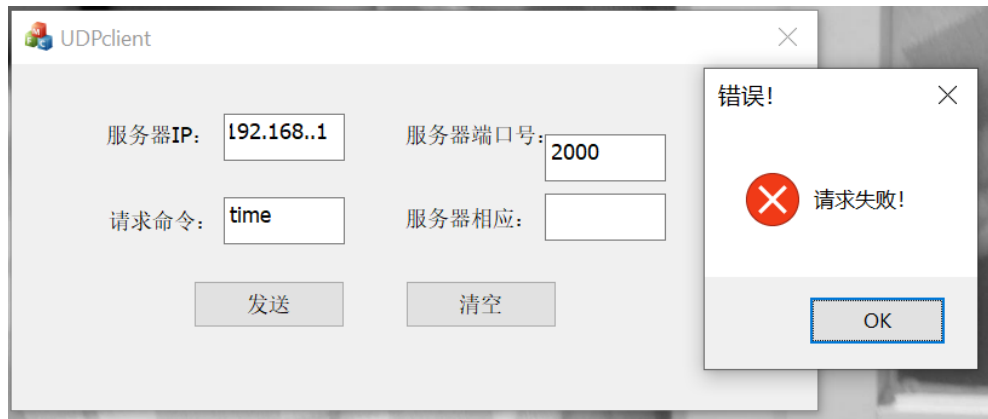 UDPclient
服务器IP：
192.168..1
服务器端口号：
2000
请求命令：
time
服务器相应：
发送
清空
错误！
请求失败！
OK